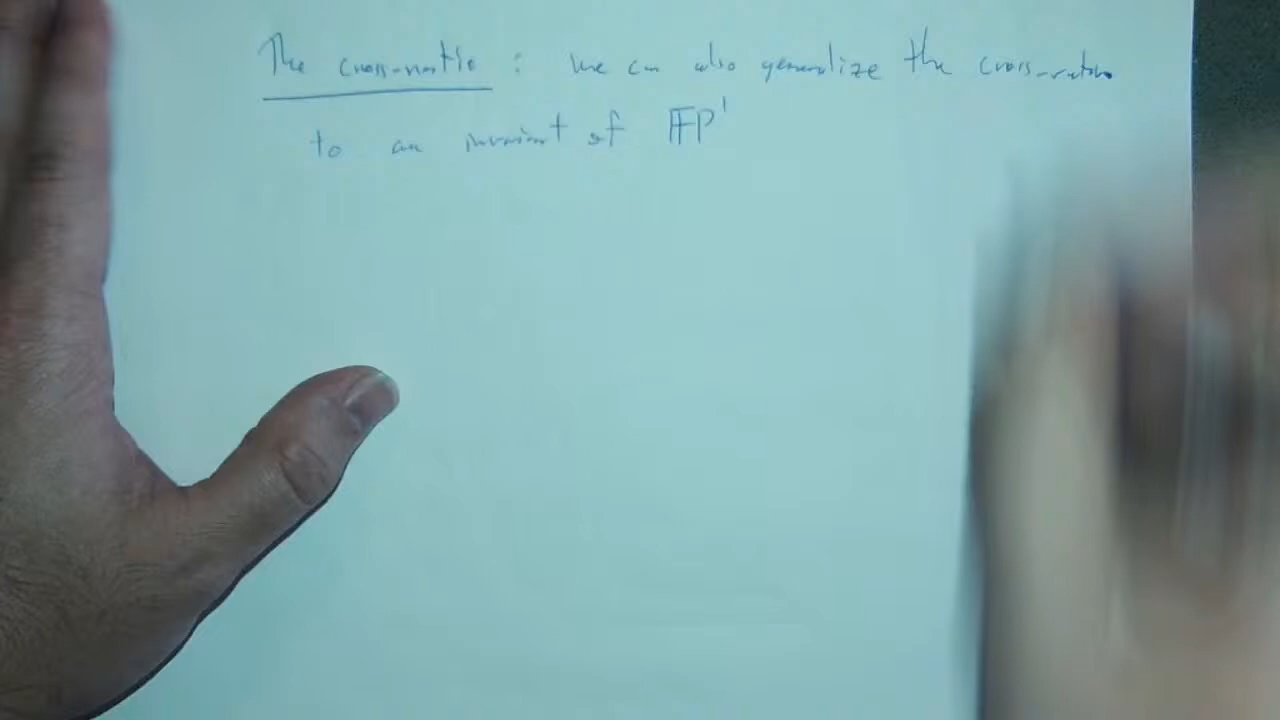 The cross-ratio : we can also generalize the cross-ratio
to an invariant of 𝔽P¹